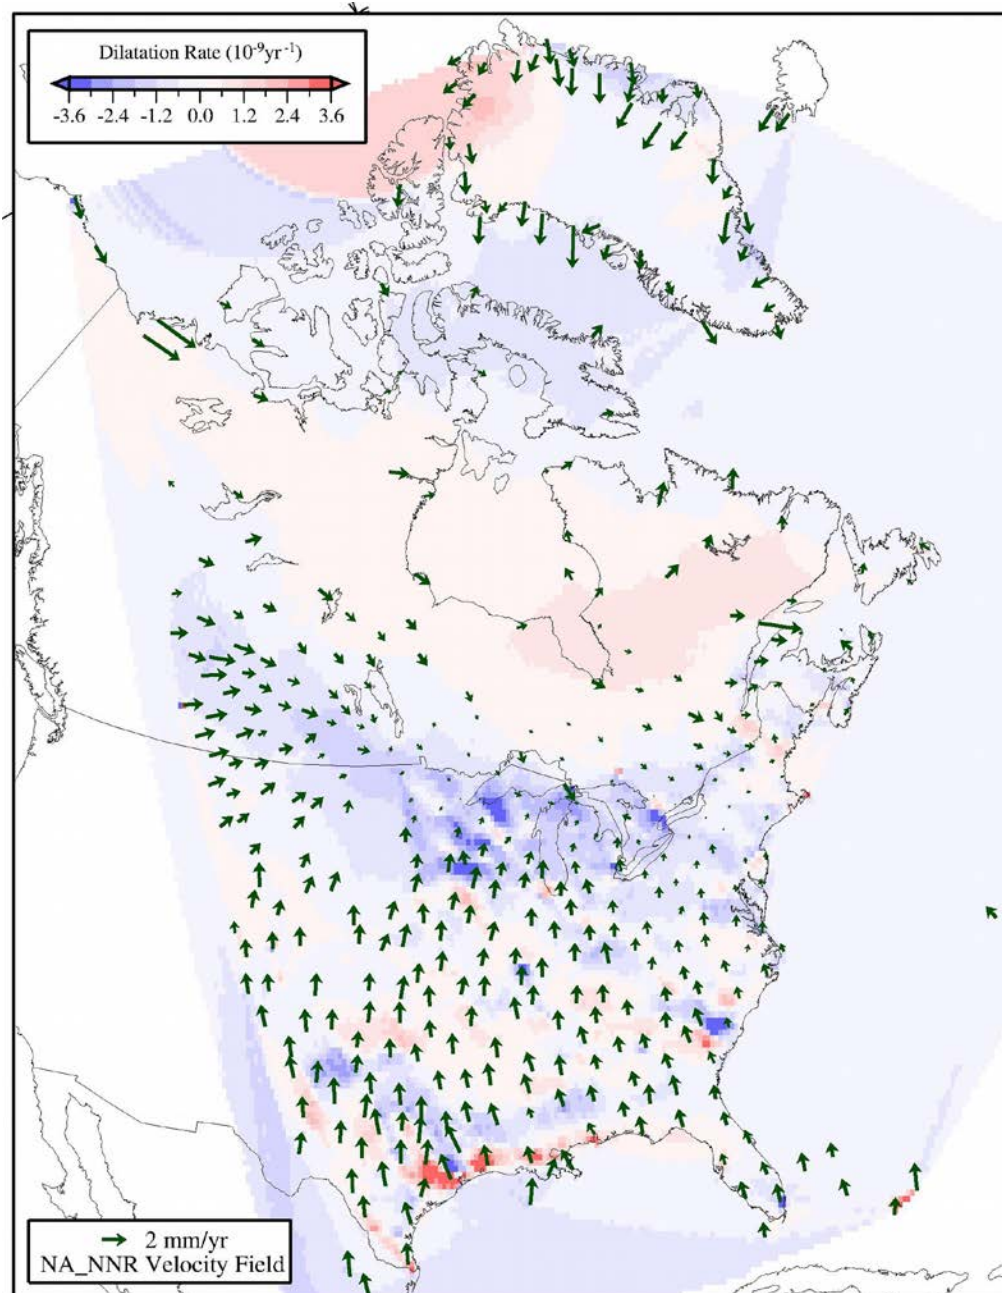 Dilatation Rate (10⁻⁹yr⁻¹)
-3.6 -2.4 -1.2 0.0 1.2 2.4 3.6
2 mm/yr
NA_NNR Velocity Field